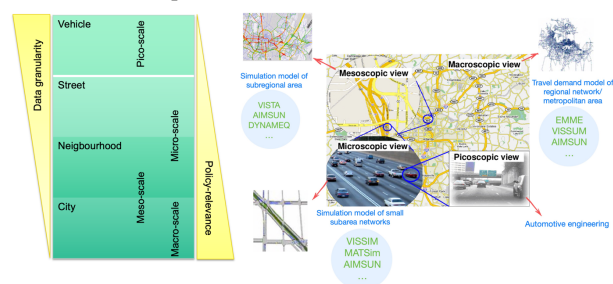 Data granularity
Vehicle
Pico-scale
Street
Micro-scale
Neigbourhood
Meso-scale
City
Macro-scale
Policy-relevance
Simulation model of
subregional area
VISTA
AIMSUN
DYNAMEQ
...
Mesoscopic view
Macroscopic view
Microscopic view
Picoscopic view
Travel demand model of
regional network/
metropolitan area
EMME
VISSUM
AIMSUN
...
Simulation model of small
subarea networks
VISSIM
MATSim
AIMSUN
...
Automotive engineering